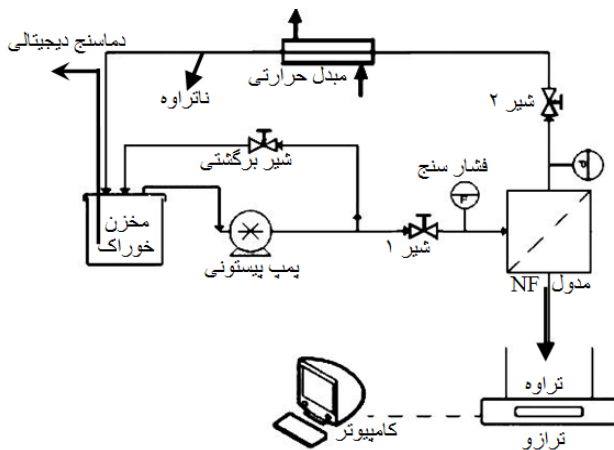 دماسنج دیجیتالی
مبدل حرارتی
ناتراوه
شیر ۲
شیر برگشتی
فشار سنج
P
P
مخزن
خوراک
پمپ پیستونی
شیر ۱
مدول NF
تراوه
ترازو
کامپیوتر